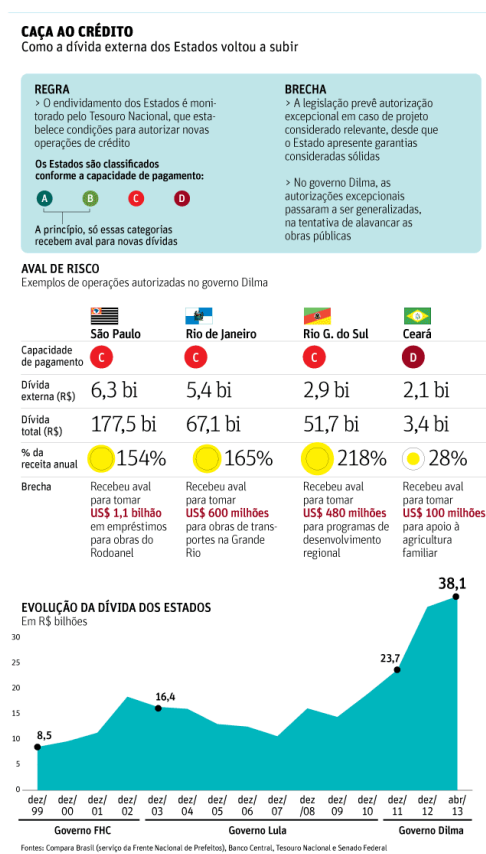 CAÇA AO CRÉDITO
Como a dívida externa dos Estados voltou a subir
REGRA
> O endividamento dos Estados é moni-
torado pelo Tesouro Nacional, que esta-
belece condições para autorizar novas
operações de crédito
Os Estados são classificados
conforme a capacidade de pagamento:
A B C D
A princípio, só essas categorias
recebem aval para novas dívidas
BRECHA
> A legislação prevê autorização
excepcional em caso de projeto
considerado relevante, desde que
o Estado apresente garantias
consideradas sólidas
> No governo Dilma, as
autorizações excepcionais
passaram a ser generalizadas,
na tentativa de alavancar as
obras públicas
AVAL DE RISCO
Exemplos de operações autorizadas no governo Dilma
São Paulo Rio de Janeiro Rio G. do Sul Ceará
Capacidade
de pagamento
C C C D
Dívida
externa (R$)
6,3 bi 5,4 bi 2,9 bi 2,1 bi
Dívida
total (R$)
177,5 bi 67,1 bi 51,7 bi 3,4 bi
% da
receita anual
154% 165% 218% 28%
Brecha
Recebeu aval
para tomar
US$ 1,1 bilhão
em empréstimos
para obras do
Rodoanel
Recebeu aval
para tomar
US$ 600 milhões
para obras de trans-
portes na Grande
Rio
Recebeu aval
para tomar
US$ 480 milhões
para programas de
desenvolvimento
regional
Recebeu aval
para tomar
US$ 100 milhões
para apoio à
agricultura
familiar
EVOLUÇÃO DA DÍVIDA DOS ESTADOS
Em R$ bilhões
30
25
20
15
10
5
0
8,5
16,4
23,7
38,1
dez/ dez/ dez/ dez/ dez/ dez/ dez/ dez/ dez dez/ dez/ dez/ dez/ dez/ abr/
99 00 01 02 03 04 05 06 07 /08 09 10 11 12 13
Governo FHC Governo Lula Governo Dilma
Fontes: Compara Brasil (serviço da Frente Nacional de Prefeitos), Banco Central, Tesouro Nacional e Senado Federal